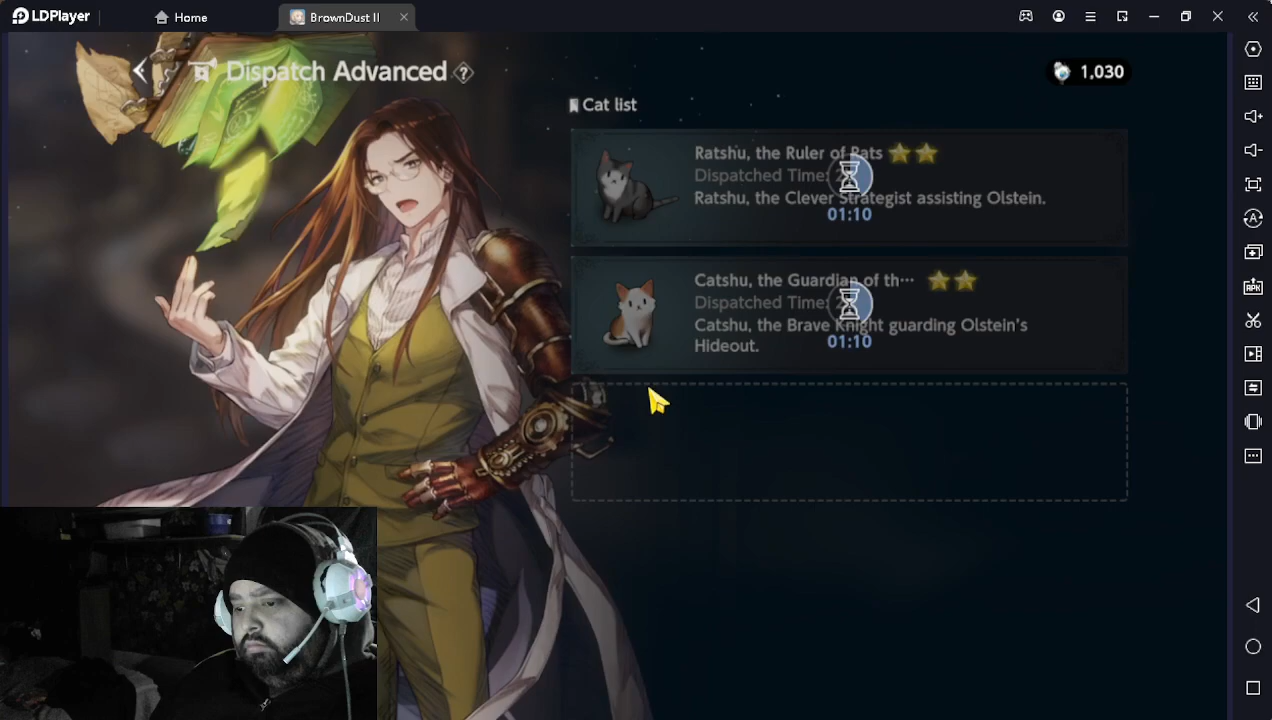 LDPlayer
Home
BrownDust II
Dispatch Advanced ?
1,030
Cat list
Ratshu, the Ruler of Rats
Dispatched Time:
Ratshu, the Clever Strategist assisting Olstein.
01:10
Catshu, the Guardian of th···
Dispatched Time:
Catshu, the Brave Knight guarding Olstein's
Hideout.
01:10
APK